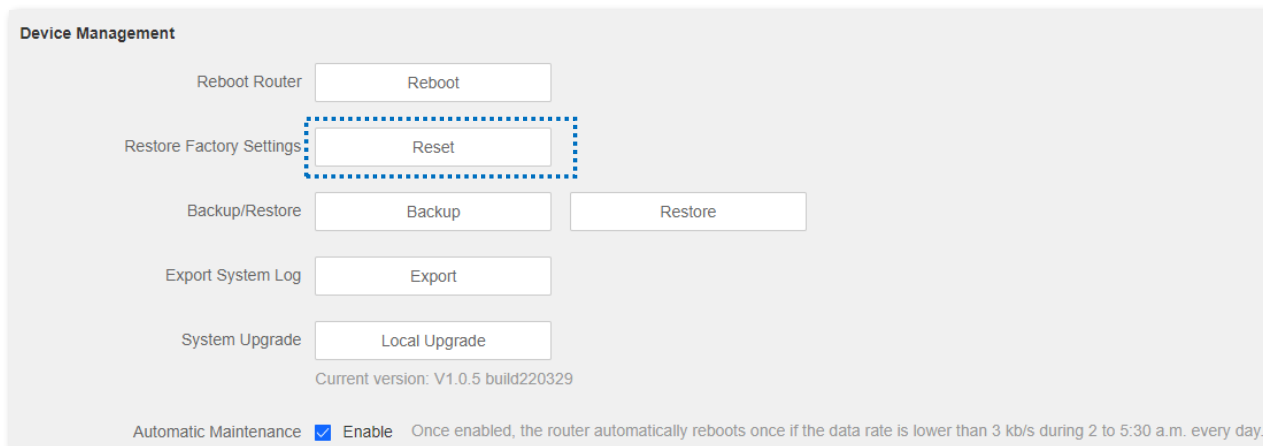 Device Management
Reboot Router Reboot
Restore Factory Settings Reset
Backup/Restore Backup Restore
Export System Log Export
System Upgrade Local Upgrade
Current version: V1.0.5 build220329
Automatic Maintenance Enable Once enabled, the router automatically reboots once if the data rate is lower than 3 kb/s during 2 to 5:30 a.m. every day.